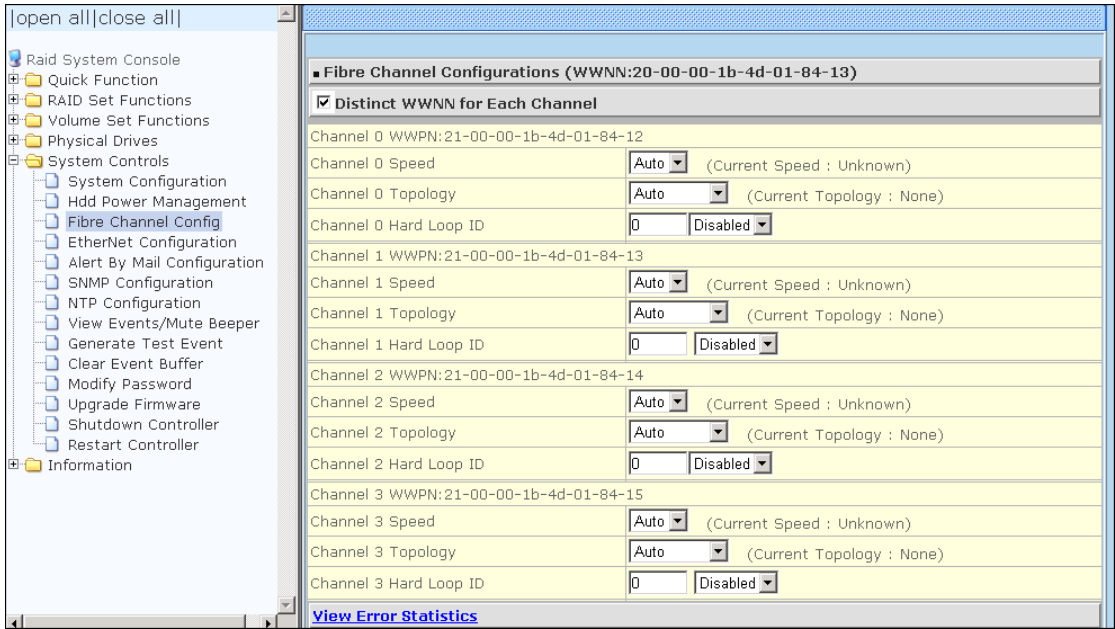 |open all|close all|
Raid System Console
Quick Function
RAID Set Functions
Volume Set Functions
Physical Drives
System Controls
System Configuration
Hdd Power Management
Fibre Channel Config
EtherNet Configuration
Alert By Mail Configuration
SNMP Configuration
NTP Configuration
View Events/Mute Beeper
Generate Test Event
Clear Event Buffer
Modify Password
Upgrade Firmware
Shutdown Controller
Restart Controller
Information
Fibre Channel Configurations (WWNN:20-00-00-1b-4d-01-84-13)
Distinct WWNN for Each Channel
Channel 0 WWPN:21-00-00-1b-4d-01-84-12
Channel 0 Speed Auto (Current Speed : Unknown)
Channel 0 Topology Auto (Current Topology : None)
Channel 0 Hard Loop ID 0 Disabled
Channel 1 WWPN:21-00-00-1b-4d-01-84-13
Channel 1 Speed Auto (Current Speed : Unknown)
Channel 1 Topology Auto (Current Topology : None)
Channel 1 Hard Loop ID 0 Disabled
Channel 2 WWPN:21-00-00-1b-4d-01-84-14
Channel 2 Speed Auto (Current Speed : Unknown)
Channel 2 Topology Auto (Current Topology : None)
Channel 2 Hard Loop ID 0 Disabled
Channel 3 WWPN:21-00-00-1b-4d-01-84-15
Channel 3 Speed Auto (Current Speed : Unknown)
Channel 3 Topology Auto (Current Topology : None)
Channel 3 Hard Loop ID 0 Disabled
View Error Statistics